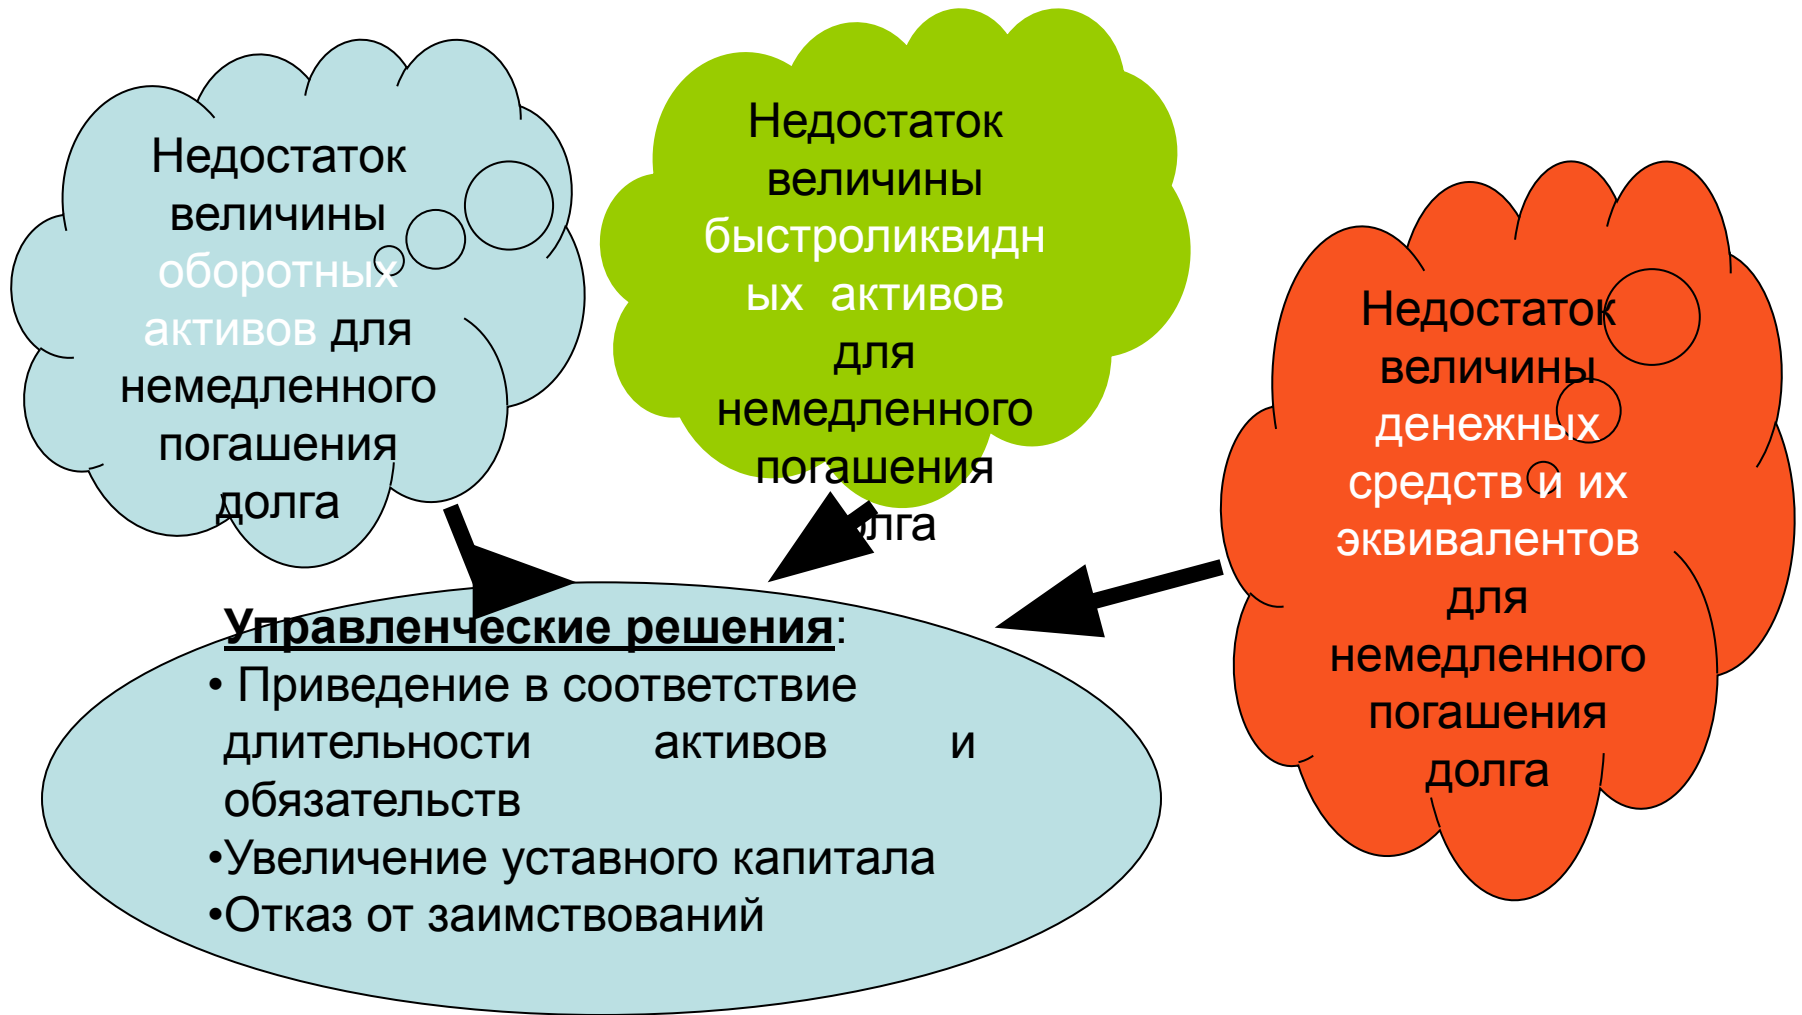 Недостаток
величины
оборотных
активов для
немедленного
погашения
долга
Недостаток
величины
быстроликвидн
ых активов
для
немедленного
погашения
долга
Недостаток
величины
денежных
средств и их
эквивалентов
для
немедленного
погашения
долга
Управленческие решения:
• Приведение в соответствие
длительности активов и
обязательств
•Увеличение уставного капитала
•Отказ от заимствований